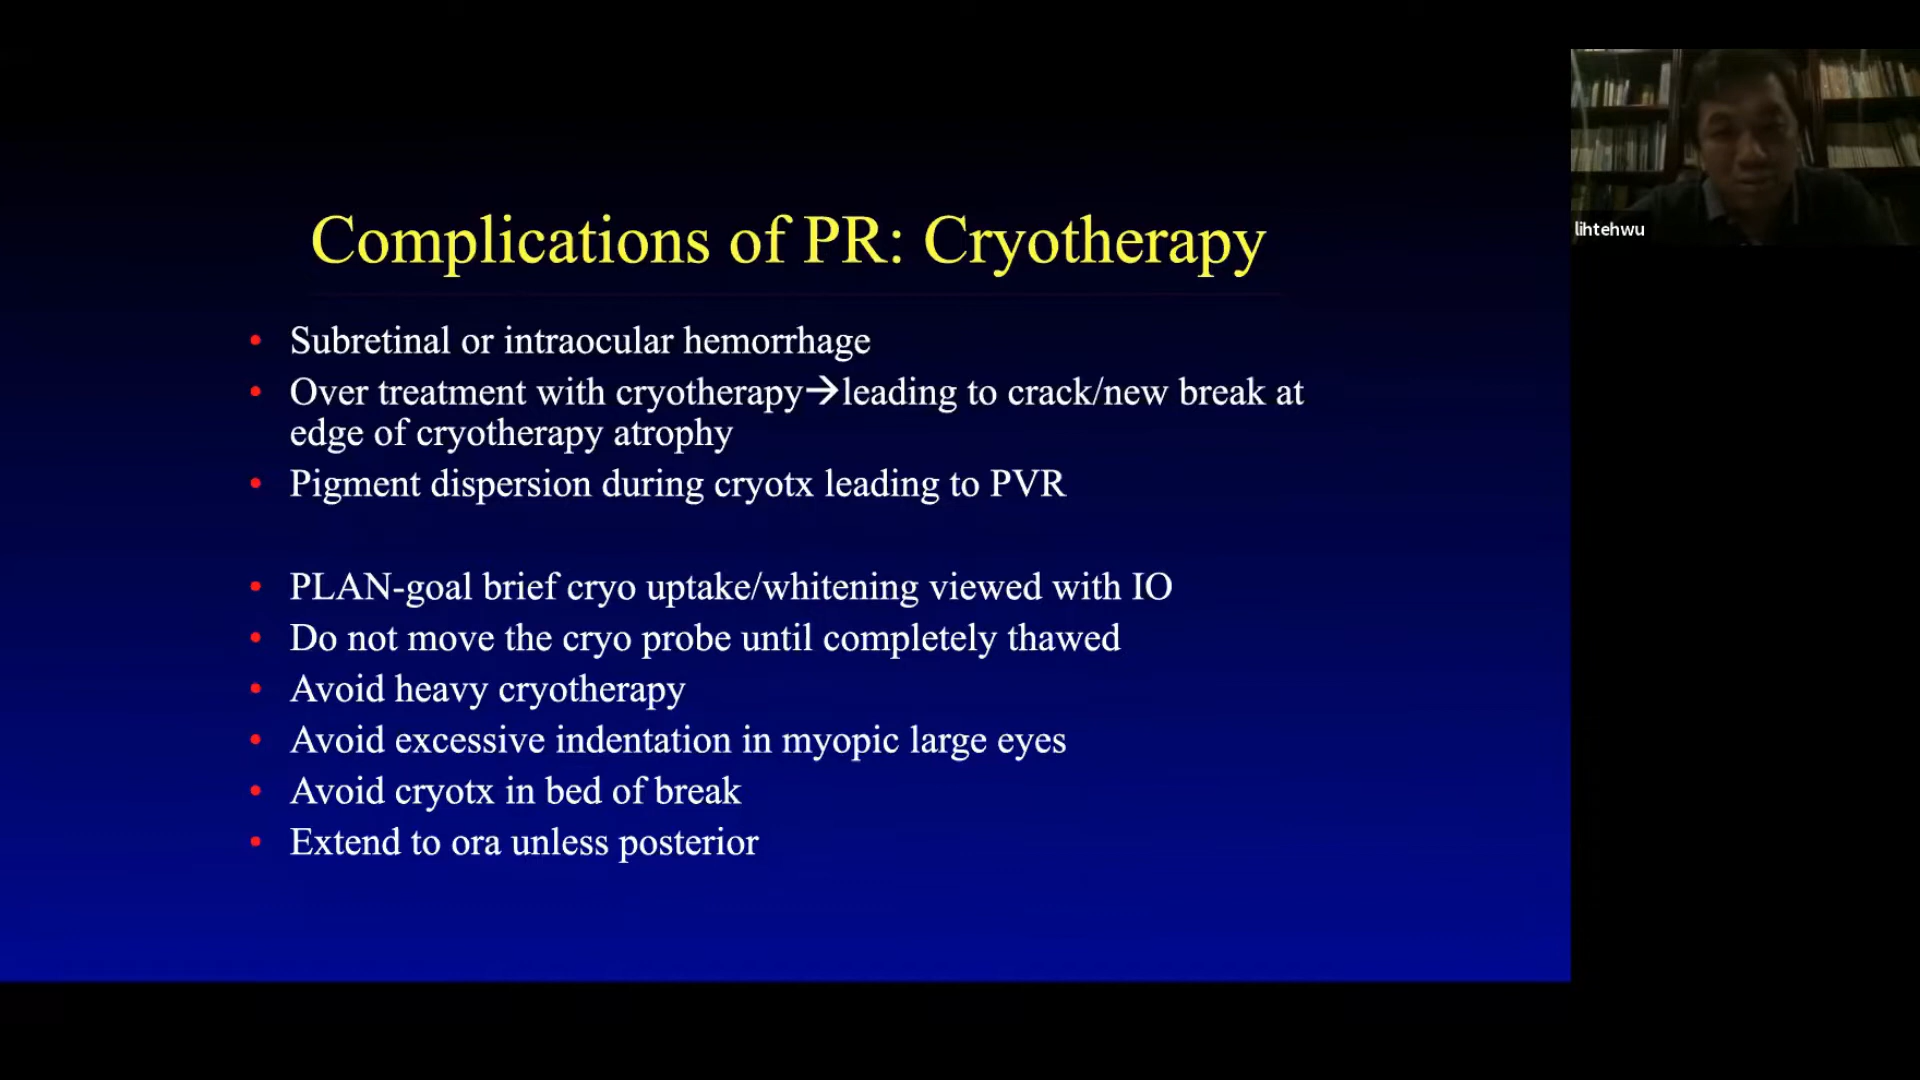 Complications of PR: Cryotherapy
lihtehwu
• Subretinal or intraocular hemorrhage
• Over treatment with cryotherapy→leading to crack/new break at
edge of cryotherapy atrophy
• Pigment dispersion during cryotx leading to PVR
• PLAN-goal brief cryo uptake/whitening viewed with IO
• Do not move the cryo probe until completely thawed
• Avoid heavy cryotherapy
• Avoid excessive indentation in myopic large eyes
• Avoid cryotx in bed of break
• Extend to ora unless posterior